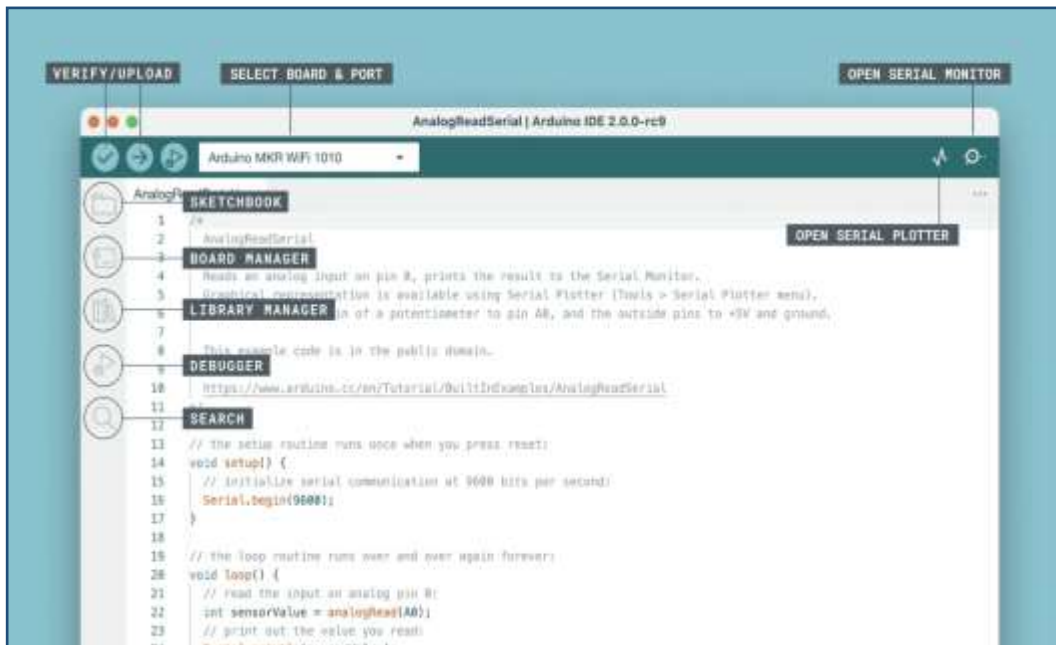 VERIFY/UPLOAD SELECT BOARD & PORT OPEN SERIAL MONITOR
AnalogReadSerial | Arduino IDE 2.0.0-rc9
Arduino MKR WiFi 1010
SKETCHBOOK
1 /*
2 AnalogReadSerial
OPEN SERIAL PLOTTER
3
BOARD MANAGER
4 Reads an analog input on pin 0, prints the result to the Serial Monitor.
5 Graphical representation is available using Serial Plotter (Tools > Serial Plotter menu).
LIBRARY MANAGER
6 of a potentiometer to pin A0, and the outside pins to +5V and ground.
7
8 This example code is in the public domain.
DEBUGGER
9
10 https://www.arduino.cc/en/Tutorial/BuiltInExamples/AnalogReadSerial
11
SEARCH
12
13 // the setup routine runs once when you press reset:
14 void setup() {
15 // initialize serial communication at 9600 bits per second:
16 Serial.begin(9600);
17 }
18
19 // the loop routine runs over and over again forever:
20 void loop() {
21 // read the input on analog pin 0:
22 int sensorValue = analogRead(A0);
23 // print out the value you read: